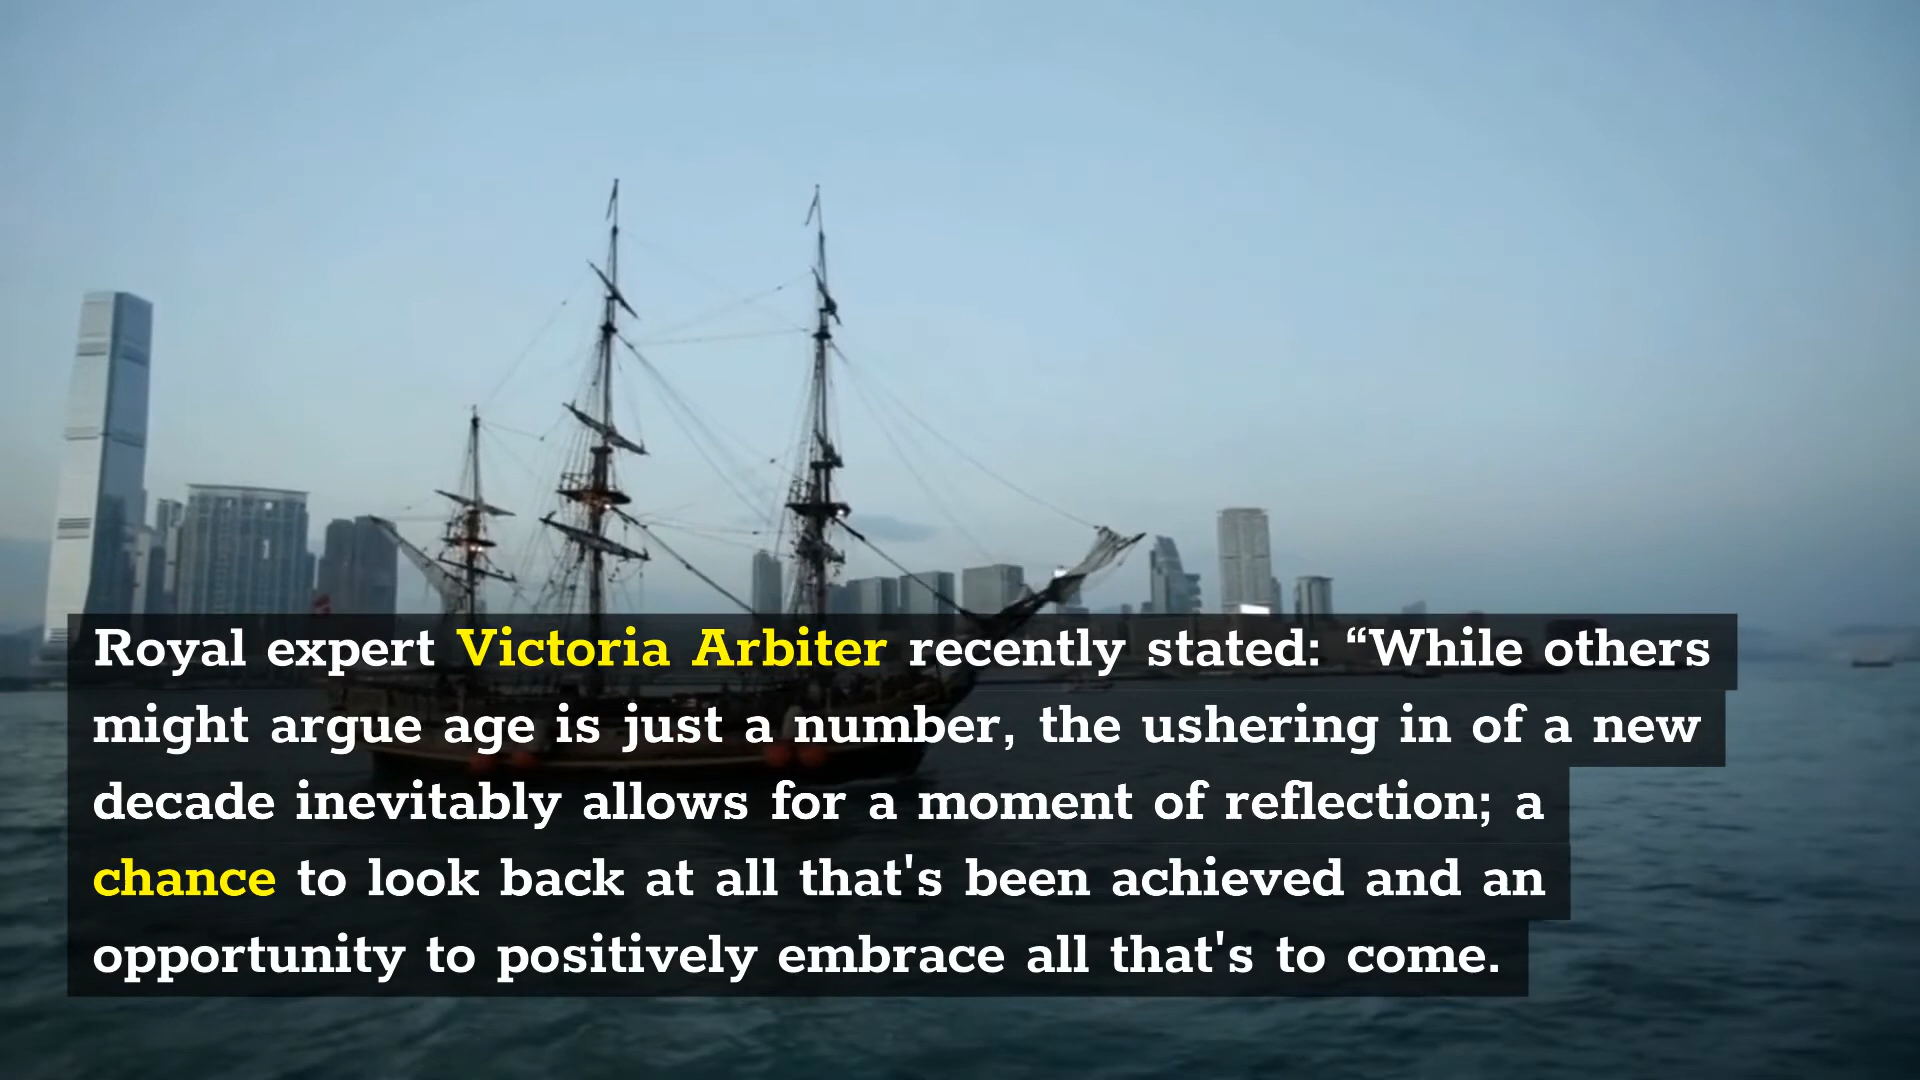 Royal expert Victoria Arbiter recently stated: “While others
might argue age is just a number, the ushering in of a new
decade inevitably allows for a moment of reflection; a
chance to look back at all that's been achieved and an
opportunity to positively embrace all that's to come.